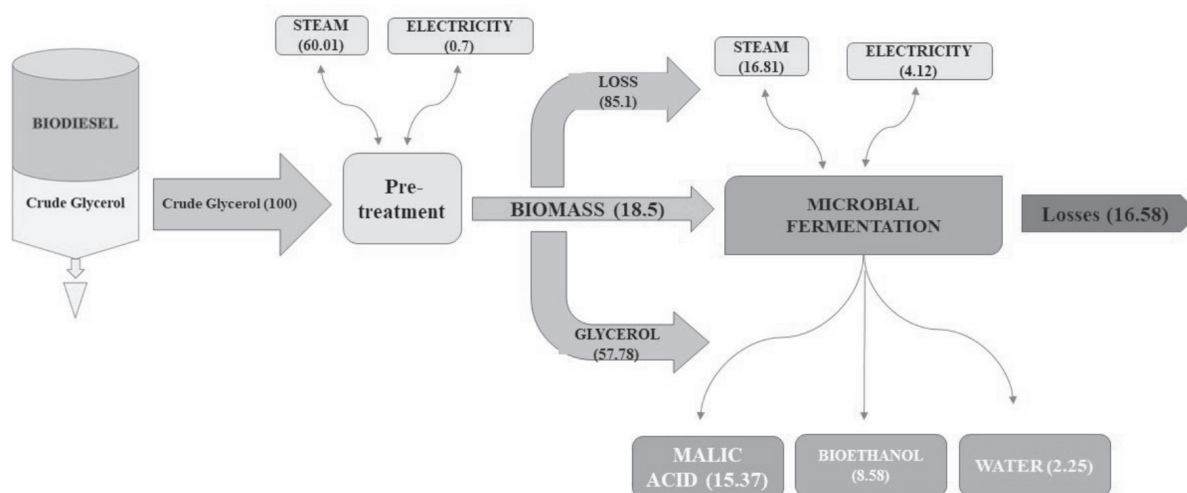 STEAM
(60.01)
ELECTRICITY
(0.7)
STEAM
(16.81)
ELECTRICITY
(4.12)
LOSS
(85.1)
BIODIESEL
Crude Glycerol
Crude Glycerol (100)
Pre-
treatment
BIOMASS (18.5)
MICROBIAL
FERMENTATION
Losses (16.58)
GLYCEROL
(57.78)
MALIC
ACID (15.37)
BIOETHANOL
(8.58)
WATER (2.25)